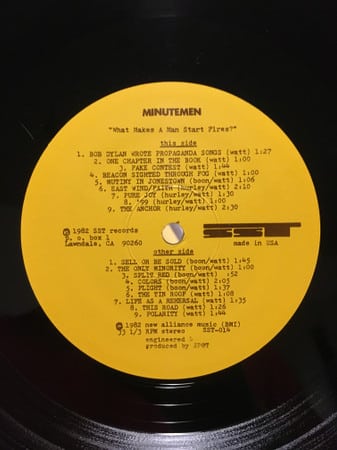 MINUTEMEN
"What Makes A Man Start Fires?"
this side
1. BOB DYLAN WROTE PROPAGANDA SONGS (watt) 1:27
2. ONE CHAPTER IN THE BOOK (watt) 1:00
3. FAKE CONTEST (watt) 1:44
4. BEACON SIGHTED THROUGH FOG (watt) 1:00
5. MUTINY IN JONESTOWN (boon/watt) 1:06
6. EAST WIND/FAITH (hurley/watt) 2:10
7. PURE JOY (hurley/watt) 1:30
8. '99 (hurley/watt) 1:00
9. THE ANCHOR (hurley/watt) 2:30
℗ 1982 SST records
p. o. box 1
Lawndale, CA 90260
SST
made in USA
other side
1. SELL OR BE SOLD (boon/watt) 1:45
2. THE ONLY MINORITY (boon/watt) 1:00
3. SPLIT RED (boon/watt) :52
4. COLORS (boon/watt) 2:05
5. PLIGHT (boon/watt) 1:37
6. THE TIN ROOF (watt) 1:08
7. LIFE AS A REHERSAL (watt) 1:35
8. THIS ROAD (watt) 1:26
9. POLARITY (watt) 1:44
© 1982 new alliance music (BMI)
33 1/3 RPM stereo SST-014
engineered &
produced by SPOT